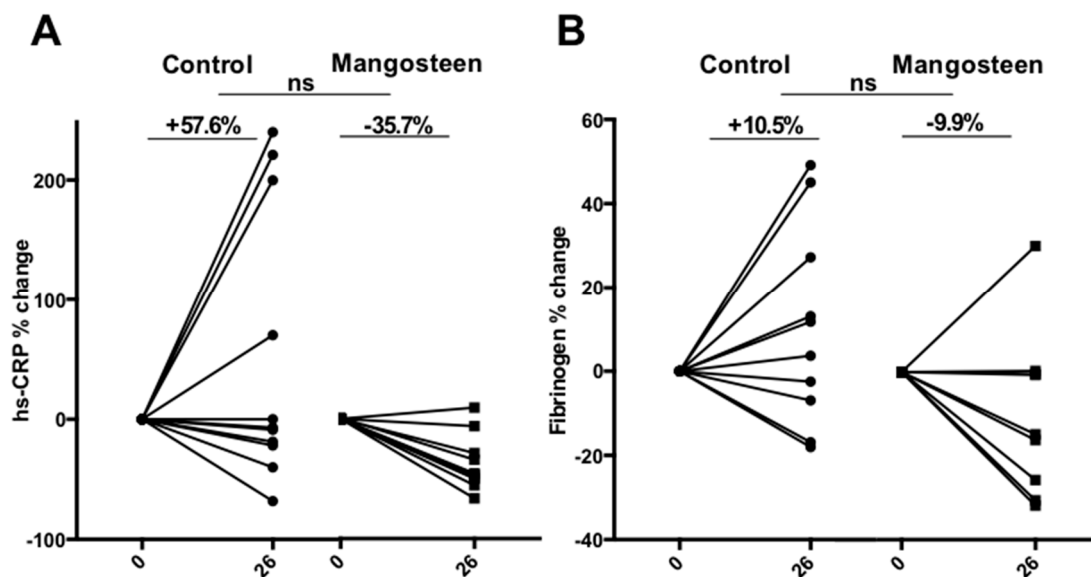 A
B
Control
Mangosteen
ns
+57.6%
-35.7%
hs-CRP % change
200
100
0
-100
0
26
0
26
Control
Mangosteen
ns
+10.5%
-9.9%
Fibrinogen % change
60
40
20
0
-20
-40
0
26
0
26